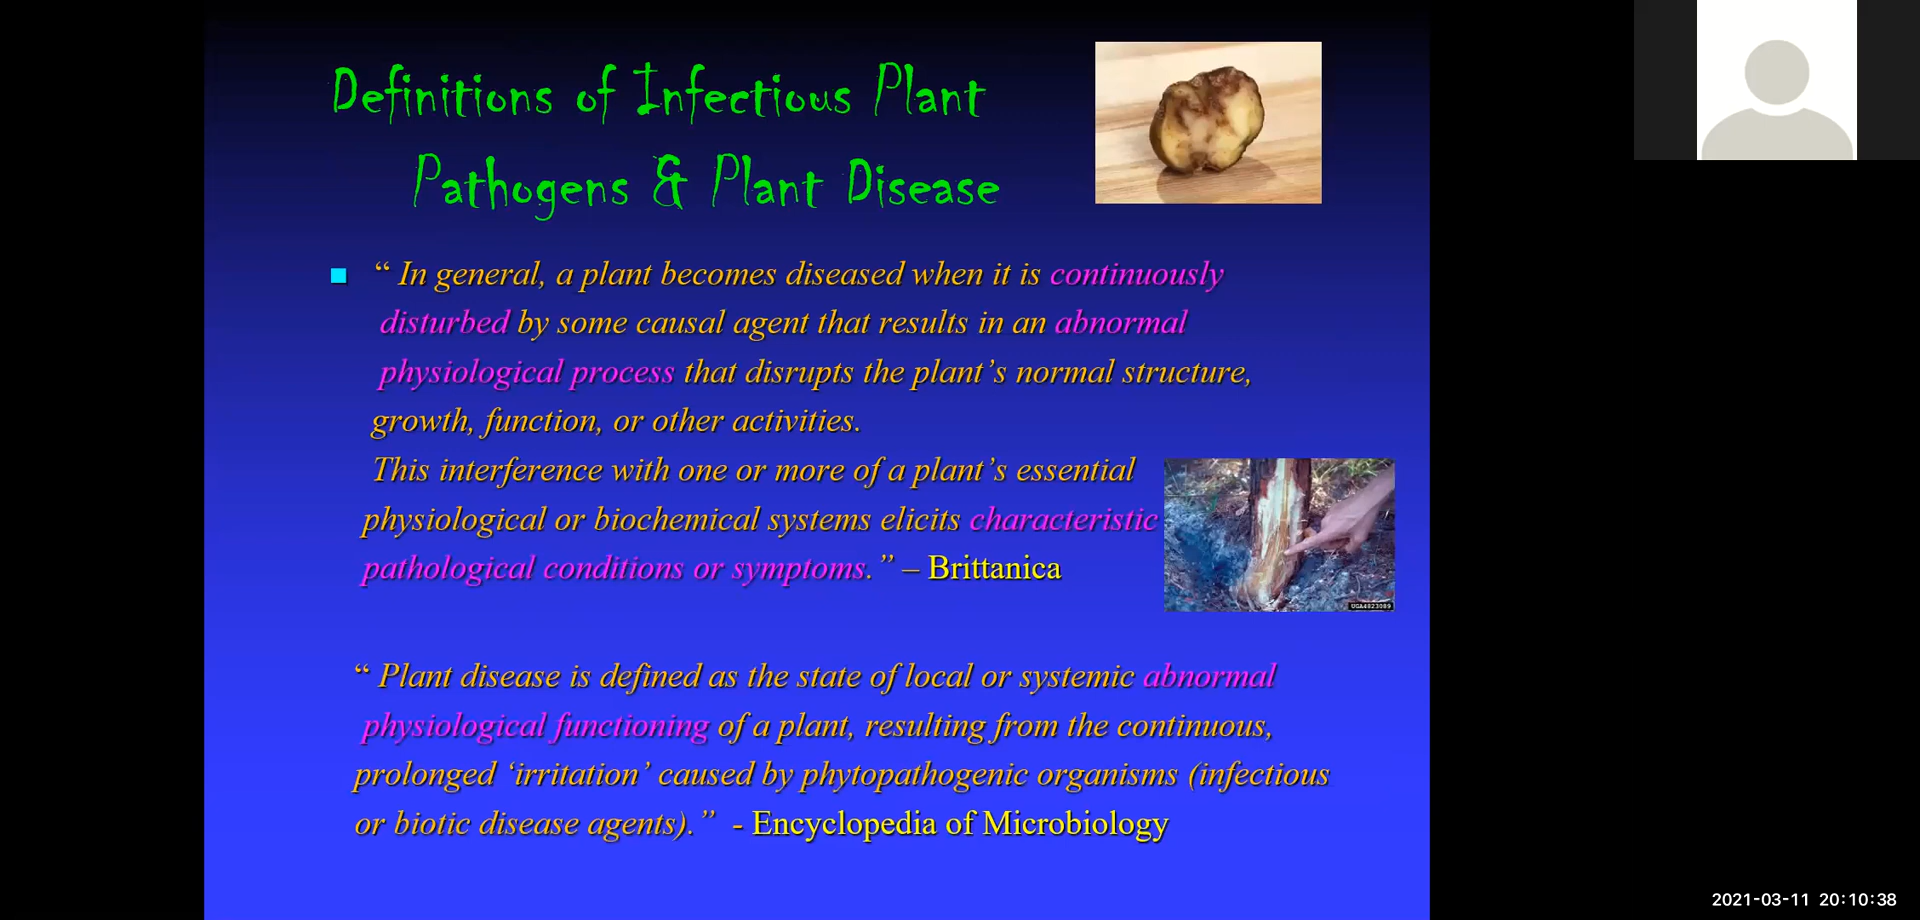 Definitions of Infectious Plant
Pathogens & Plant Disease
“ In general, a plant becomes diseased when it is continuously
disturbed by some causal agent that results in an abnormal
physiological process that disrupts the plant’s normal structure,
growth, function, or other activities.
This interference with one or more of a plant’s essential
physiological or biochemical systems elicits characteristic
pathological conditions or symptoms.” – Brittanica
UGA4823089
“ Plant disease is defined as the state of local or systemic abnormal
physiological functioning of a plant, resulting from the continuous,
prolonged ‘irritation’ caused by phytopathogenic organisms (infectious
or biotic disease agents).” - Encyclopedia of Microbiology
2021-03-11 20:10:38